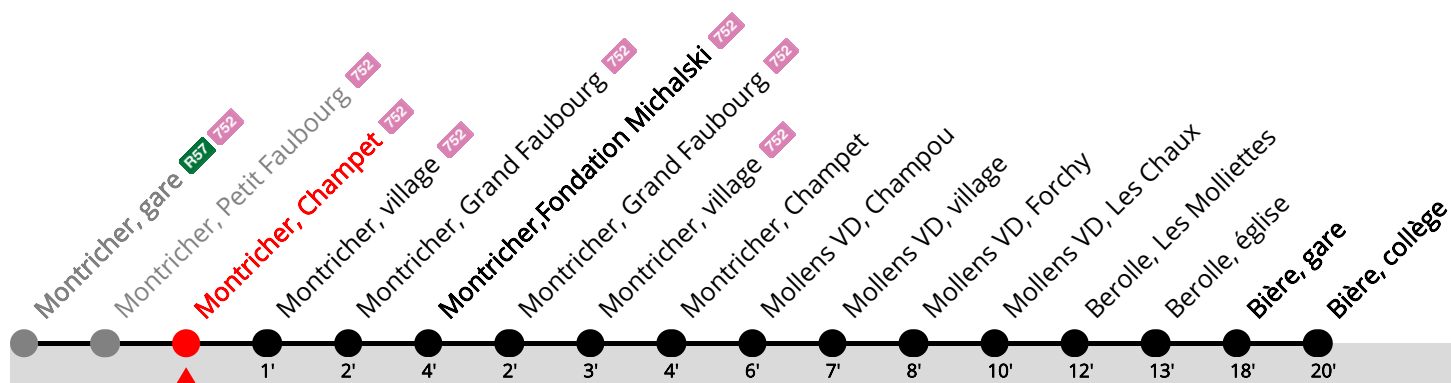 Montricher, gare R57 752
Montricher, Petit Faubourg 752
Montricher, Champet 752
Montricher, village 752
Montricher, Grand Faubourg 752
Montricher,Fondation Michalski 752
Montricher, Grand Faubourg 752
Montricher, village 752
Montricher, Champet
Mollens VD, Champou
Mollens VD, village
Mollens VD, Forchy
Mollens VD, Les Chaux
Berolle, Les Molliettes
Berolle, église
Bière, gare
Bière, collège
1' 2' 4' 2' 3' 4' 6' 7' 8' 10' 12' 13' 18' 20'